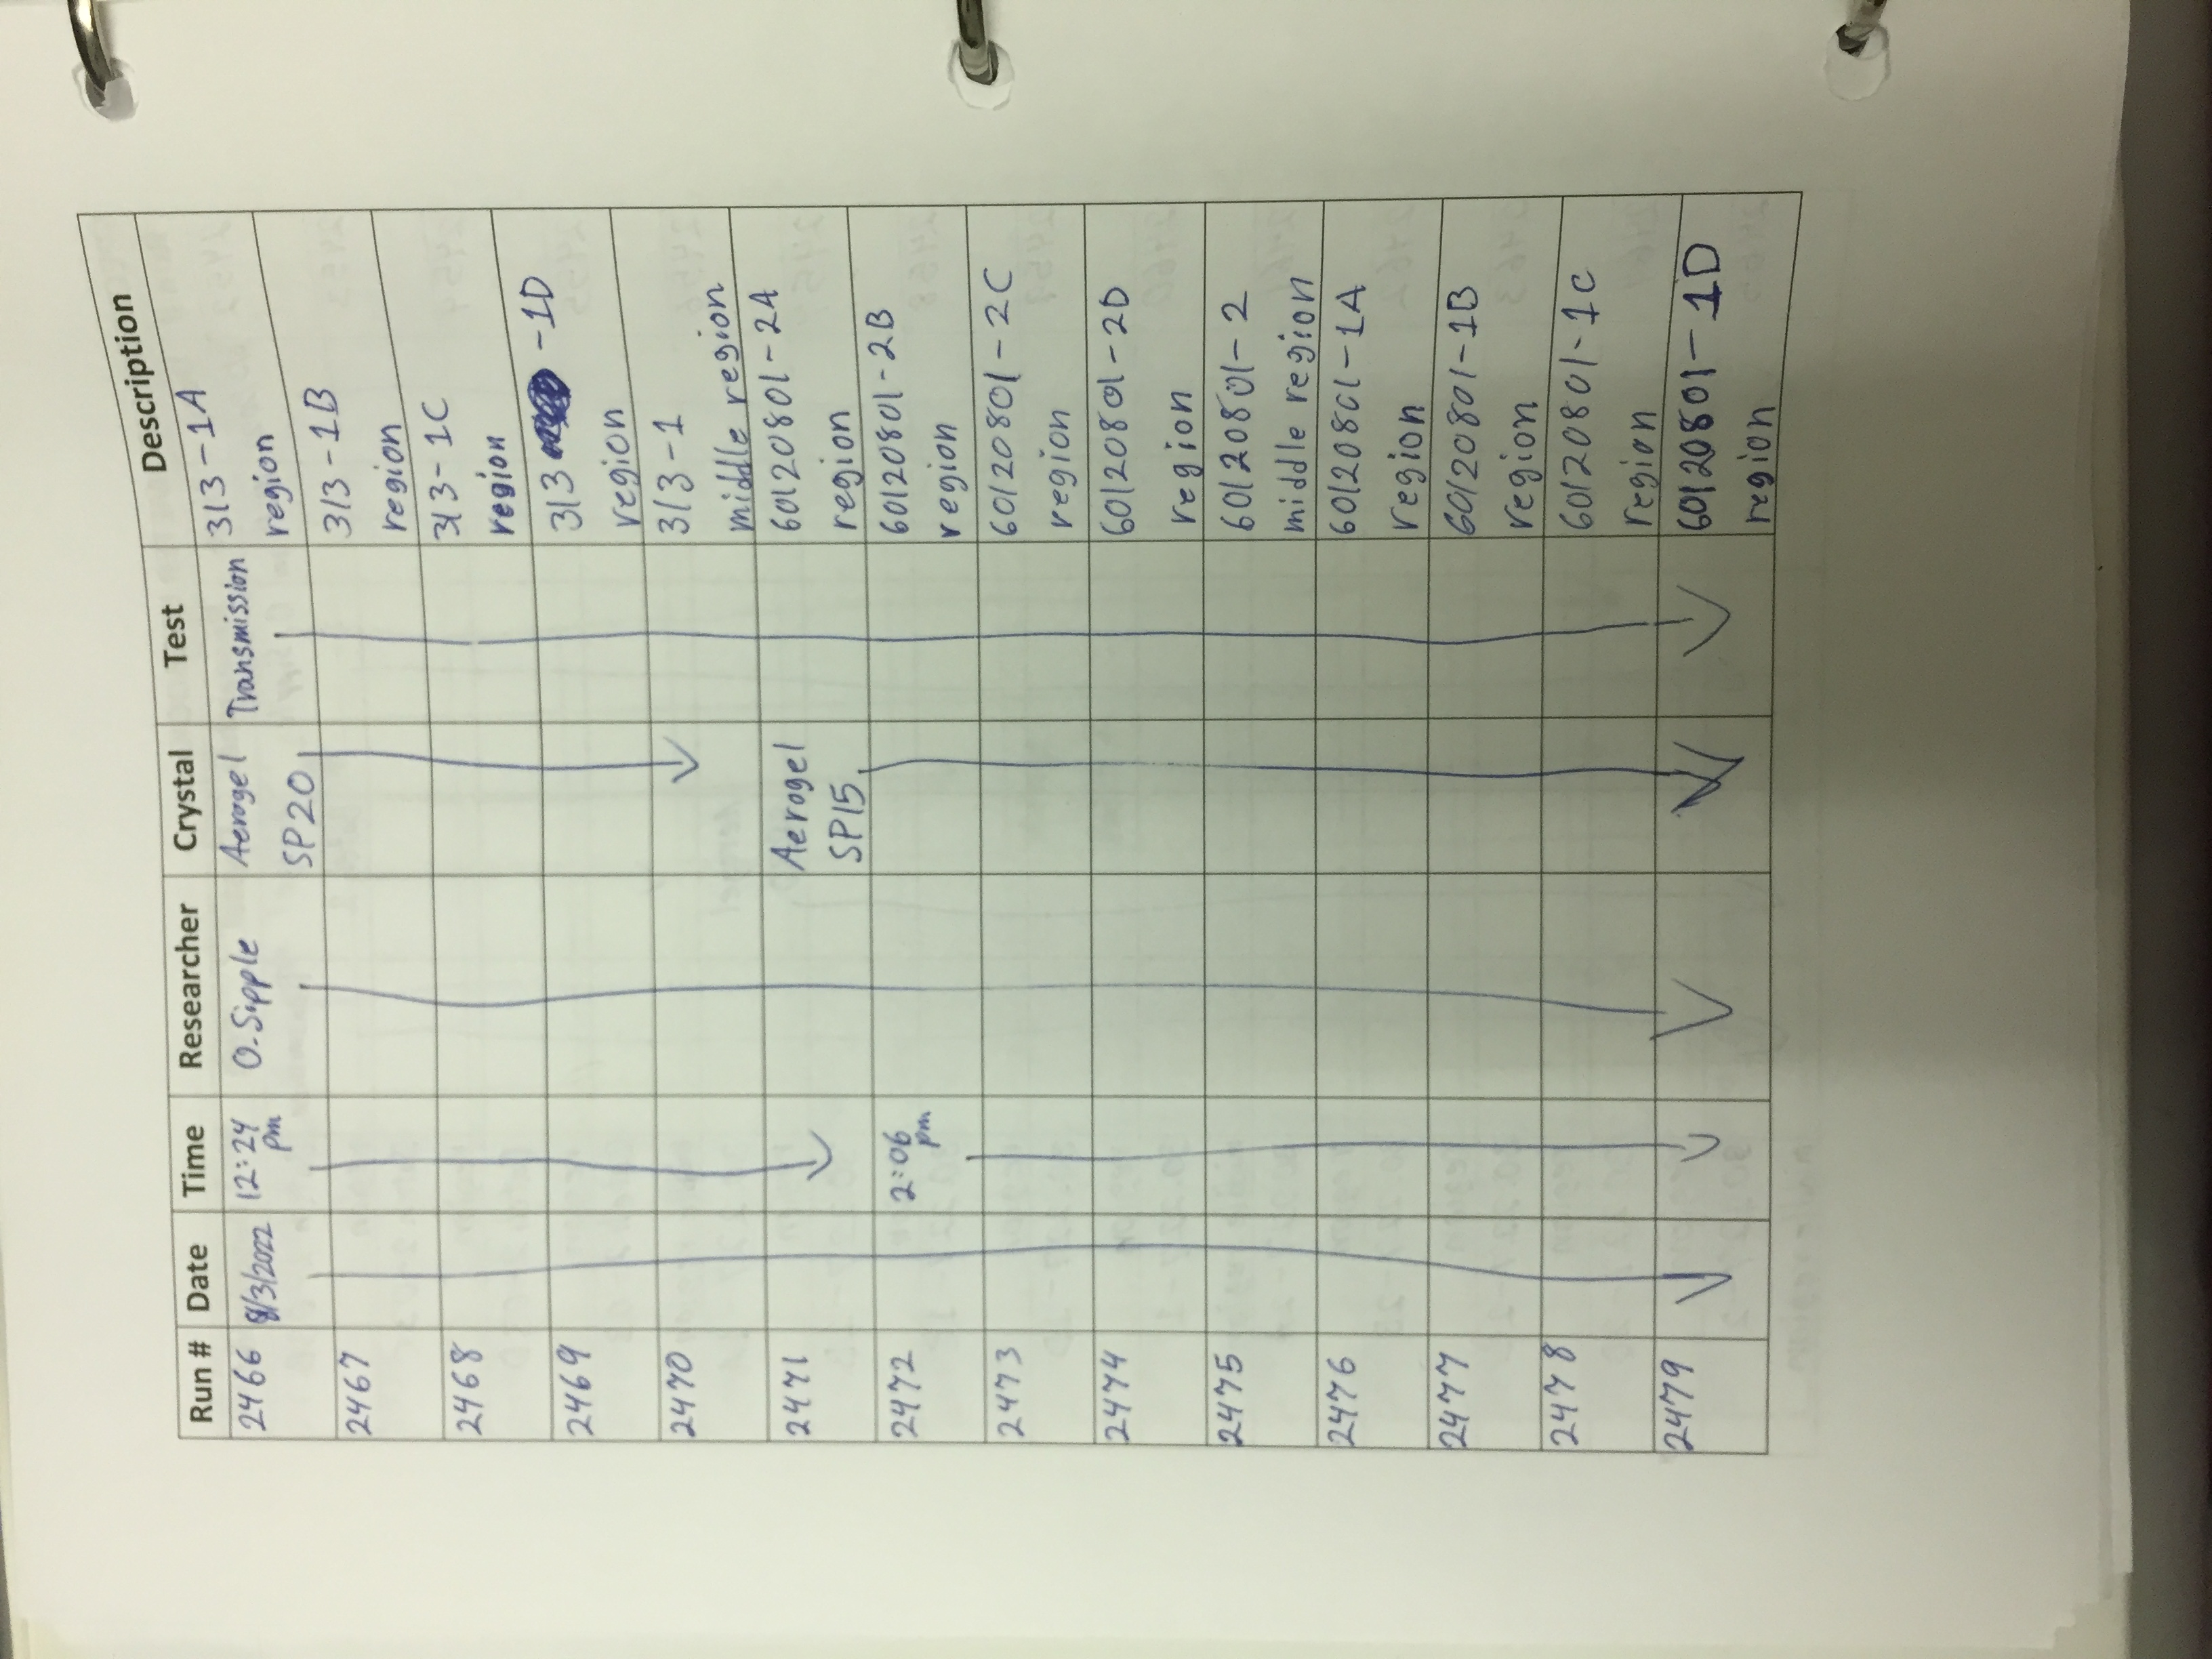 Run # Date Time Researcher Crystal Test Description
2466 8/3/2022 12:24 pm O. Sipple Aerogel SP20 Transmission 313-1A
region
2467 313-1B
region
2468 313-1C
region
2469 313 -1D
region
2470 313-1
middle region
2471 Aerogel SP15 60120801-2A
region
2472 2:06 pm 60120801-2B
region
2473 60120801-2C
region
2474 60120801-2D
region
2475 60120801-2
middle region
2476 60120801-1A
region
2477 60120801-1B
region
2478 60120801-1C
region
2479 60120801-1D
region